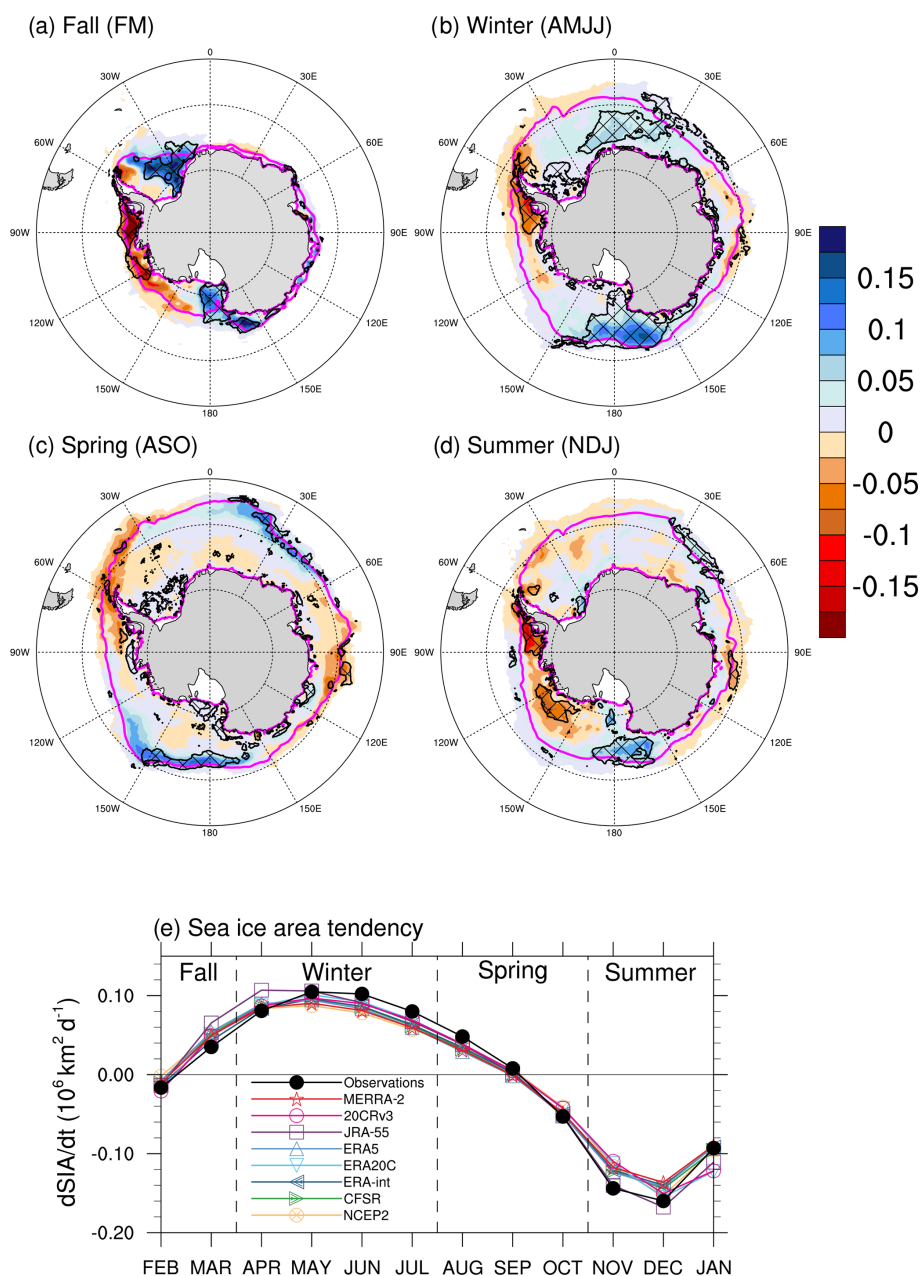 (a) Fall (FM)
(b) Winter (AMJJ)
0
30W
30E
60W
60E
90W
90E
120W
120E
150W
150E
180
0
30W
30E
60W
60E
90W
90E
120W
120E
150W
150E
180
0.15
0.1
0.05
0
-0.05
-0.1
-0.15
(c) Spring (ASO)
(d) Summer (NDJ)
0
30W
30E
60W
60E
90W
90E
120W
120E
150W
150E
180
0
30W
30E
60W
60E
90W
90E
120W
120E
150W
150E
180
(e) Sea ice area tendency
Fall
Winter
Spring
Summer
dSIA/dt (10⁶ km² d⁻¹)
0.10
0.00
-0.10
-0.20
Observations
MERRA-2
20CRv3
JRA-55
ERA5
ERA20C
ERA-int
CFSR
NCEP2
FEB MAR APR MAY JUN JUL AUG SEP OCT NOV DEC JAN